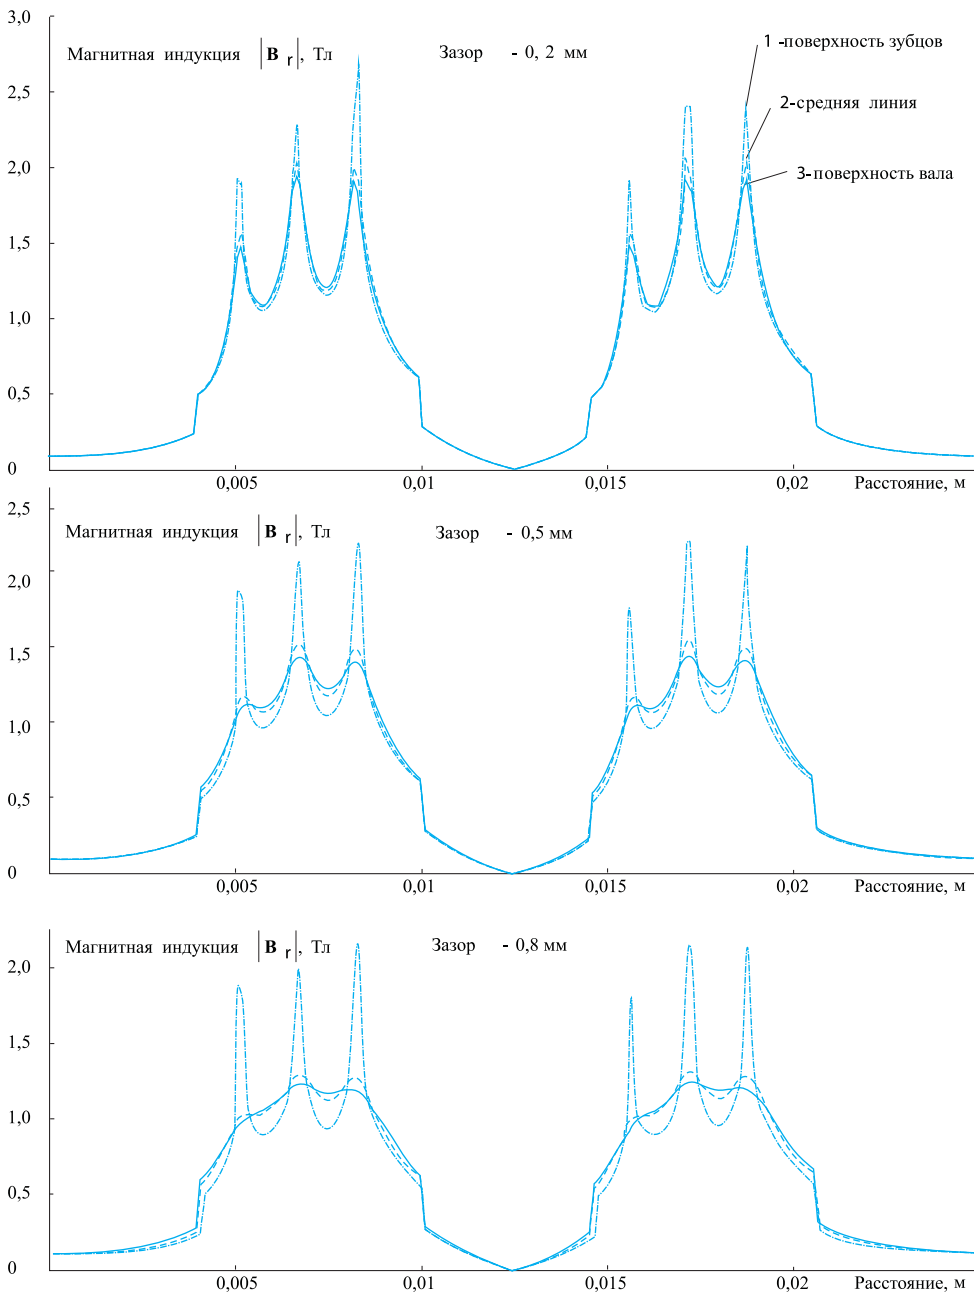 3,0
Магнитная индукция |B r|, Тл
Зазор - 0, 2 мм
1 -поверхность зубцов
2,5
2-средняя линия
2,0
3-поверхность вала
1,5
1,0
0,5
0
0,005
0,01
0,015
0,02
Расстояние, м
2,5
Магнитная индукция |B r|, Тл
Зазор - 0,5 мм
2,0
1,5
1,0
0,5
0
0,005
0,01
0,015
0,02
Расстояние, м
Магнитная индукция |B r|, Тл
Зазор - 0,8 мм
2,0
1,5
1,0
0,5
0
0,005
0,01
0,015
0,02
Расстояние, м